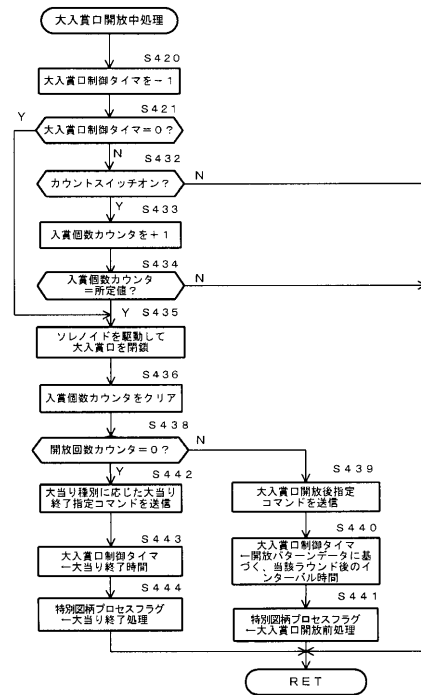 大入賞口開放中処理
S420
大入賞口制御タイマを－1
S421
Y
大入賞口制御タイマ＝0？
N
S432
カウントスイッチオン？
N
Y
S433
入賞個数カウンタを＋1
S434
入賞個数カウンタ
＝所定値？
N
Y
S435
ソレノイドを駆動して
大入賞口を閉鎖
S436
入賞個数カウンタをクリア
S438
開放回数カウンタ＝0？
N
Y
S442
大当り種別に応じた大当り
終了指定コマンドを送信
S443
大入賞口制御タイマ
←大当り終了時間
S444
特別図柄プロセスフラグ
←大当り終了処理
S439
大入賞口開放後指定
コマンドを送信
S440
大入賞口制御タイマ
←開放パターンデータに基
づく、当該ラウンド後のイ
ンターバル時間
S441
特別図柄プロセスフラグ
←大入賞口開放前処理
RET